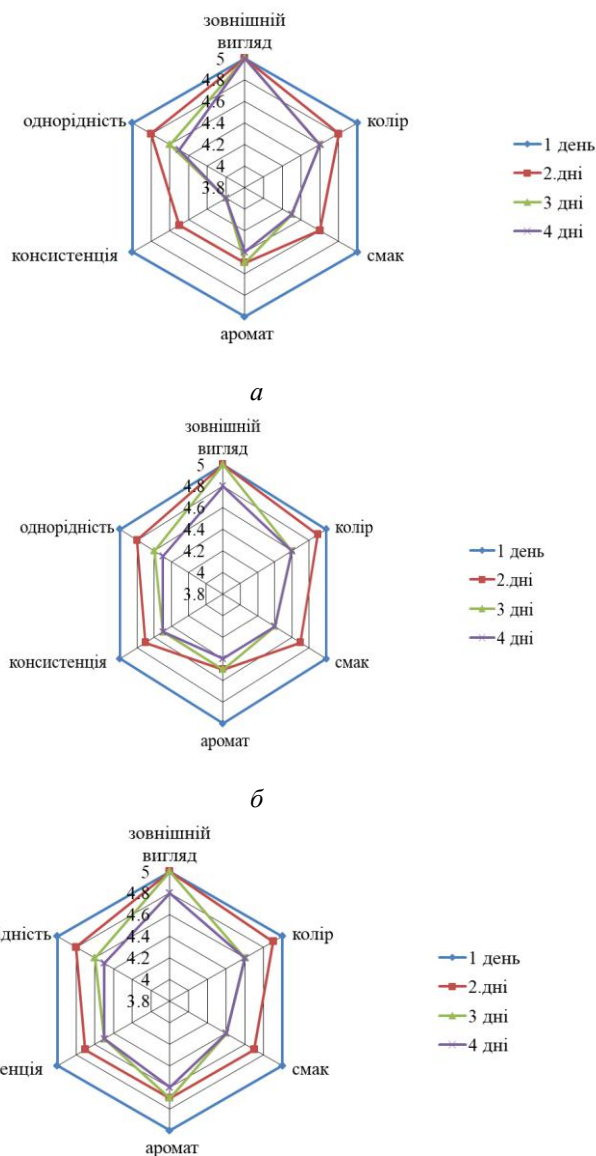 зовнішній
вигляд
5
4.8
4.6
4.4
4.2
4
3.8
однорідність
колір
консистенція
смак
аромат
1 день
2.дні
3 дні
4 дні
а
зовнішній
вигляд
5
4.8
4.6
4.4
4.2
4
3.8
однорідність
колір
консистенція
смак
аромат
1 день
2.дні
3 дні
4 дні
б
зовнішній
вигляд
5
4.8
4.6
4.4
4.2
4
3.8
дність
колір
енція
смак
аромат
1 день
2.дні
3 дні
4 дні